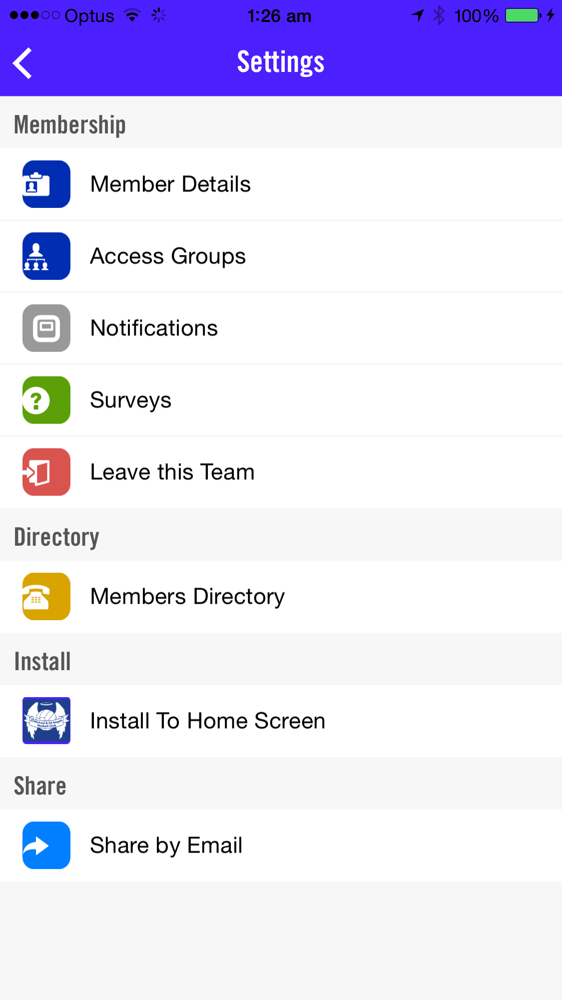 Optus 1:26 am 100%
Settings
Membership
Member Details
Access Groups
Notifications
Surveys
Leave this Team
Directory
Members Directory
Install
St Michael & All Angels
Netball Club
Install To Home Screen
Share
Share by Email